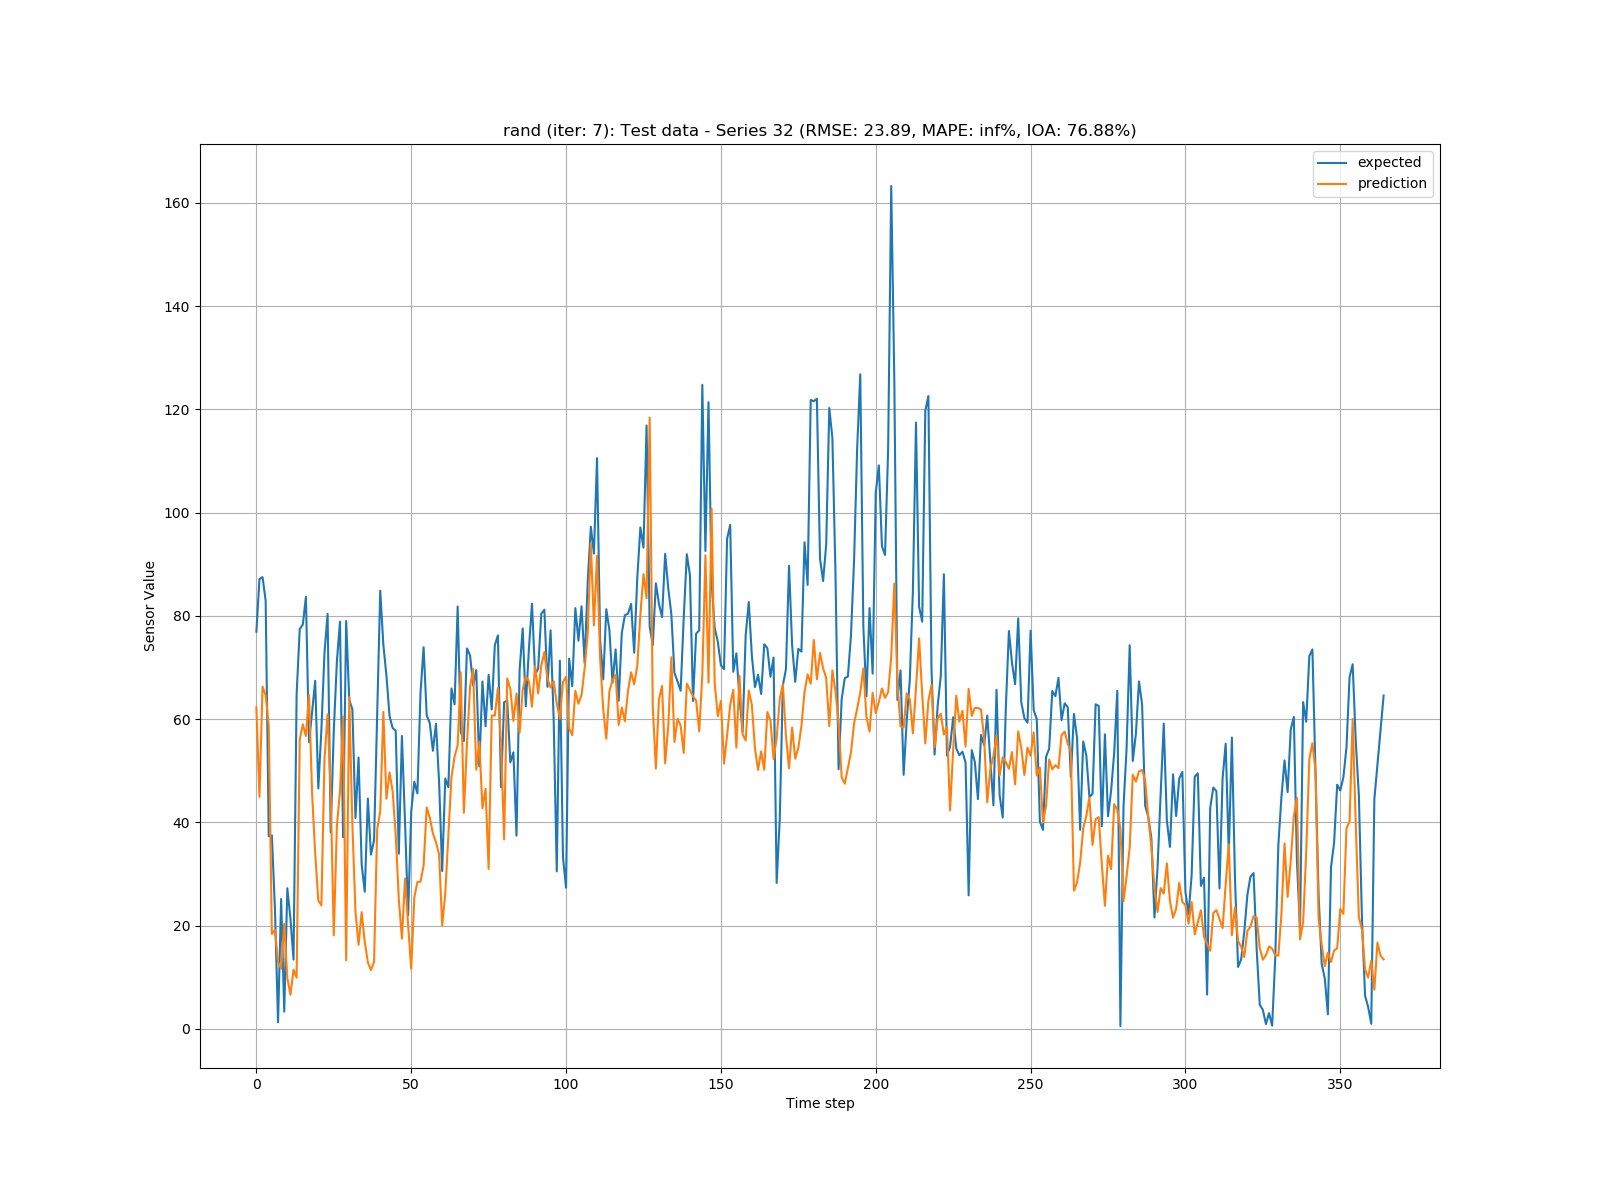 rand (iter: 7): Test data - Series 32 (RMSE: 23.89, MAPE: inf%, IOA: 76.88%)
expected
prediction
160
140
120
100
80
60
40
20
0
Sensor Value
0 50 100 150 200 250 300 350
Time step